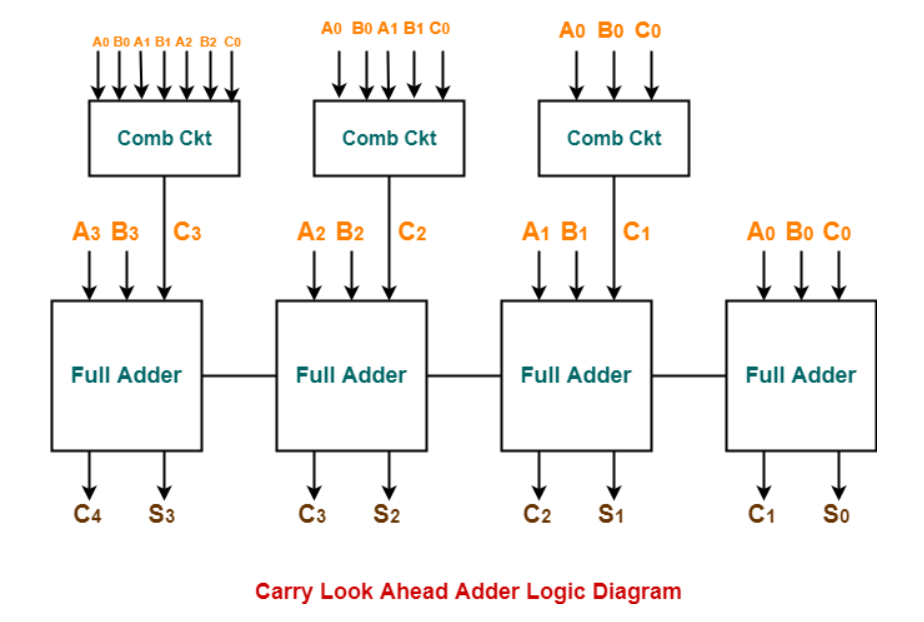 A0 B0 A1 B1 A2 B2 C0
A0 B0 A1 B1 C0
A0 B0 C0
Comb Ckt
Comb Ckt
Comb Ckt
A3 B3 C3
A2 B2 C2
A1 B1 C1
A0 B0 C0
Full Adder
Full Adder
Full Adder
Full Adder
C4 S3
C3 S2
C2 S1
C1 S0
Carry Look Ahead Adder Logic Diagram